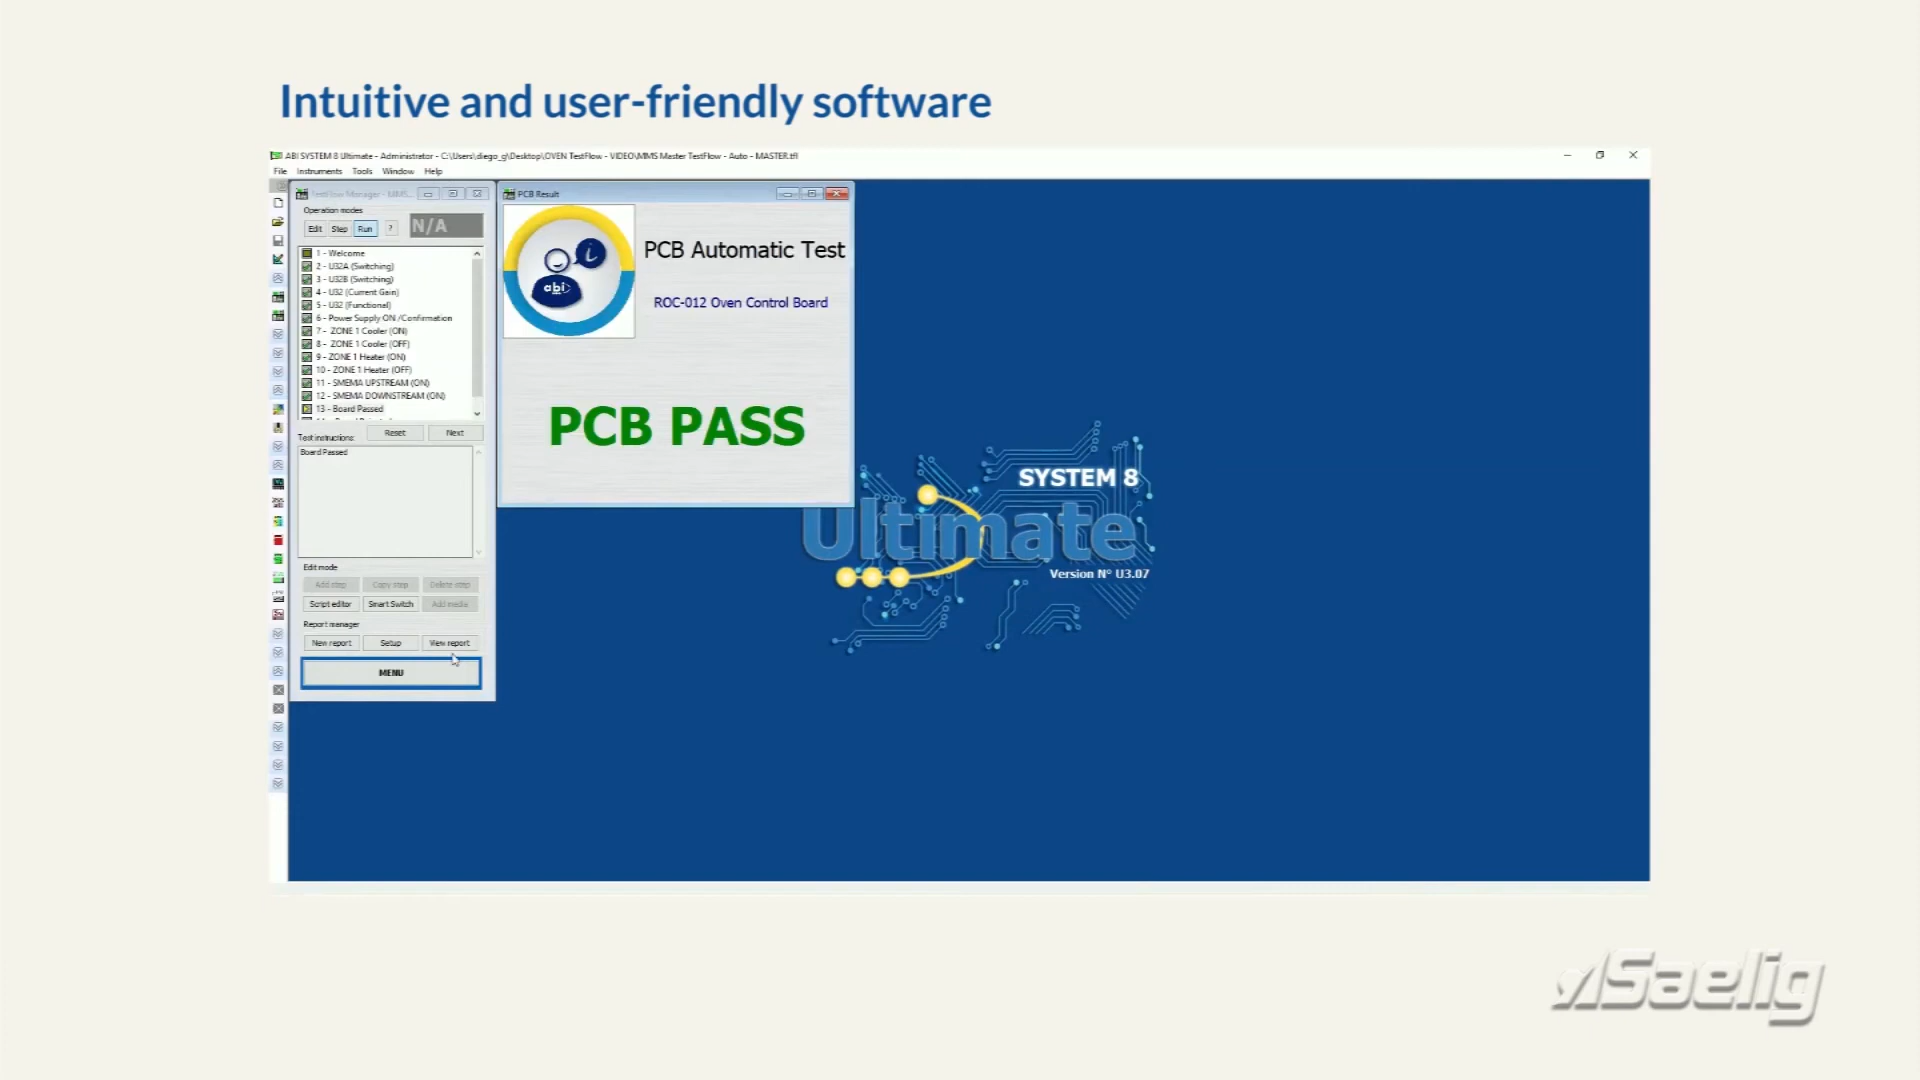 Intuitive and user-friendly software
ABI SYSTEM 8 Ultimate - Administrator - C:\Users\diego_g\Desktop\OVEN TestFlow - VIDEO\MMS Master TestFlow - Auto - MASTER.tfl
File Instruments Tools Window Help
TestFlow Manager - MMS...
Operation modes
Edit Step Run ? N/A
1 - Welcome
2 - U32A (Switching)
3 - U32B (Switching)
4 - U32 (Current Gain)
5 - U32 (Functional)
6 - Power Supply ON /Confirmation
7 - ZONE 1 Cooler (ON)
8 - ZONE 1 Cooler (OFF)
9 - ZONE 1 Heater (ON)
10 - ZONE 1 Heater (OFF)
11 - SMEMA UPSTREAM (ON)
12 - SMEMA DOWNSTREAM (ON)
13 - Board Passed
Test instructions: Reset Next
Board Passed
Edit mode
Add step Copy step Delete step
Script editor Smart Switch Add media
Report manager
New report Setup View report
MENU
PCB Result
abi
i
PCB Automatic Test
ROC-012 Oven Control Board
PCB PASS
SYSTEM 8
Ultimate
Version N° U3.07
Saelig